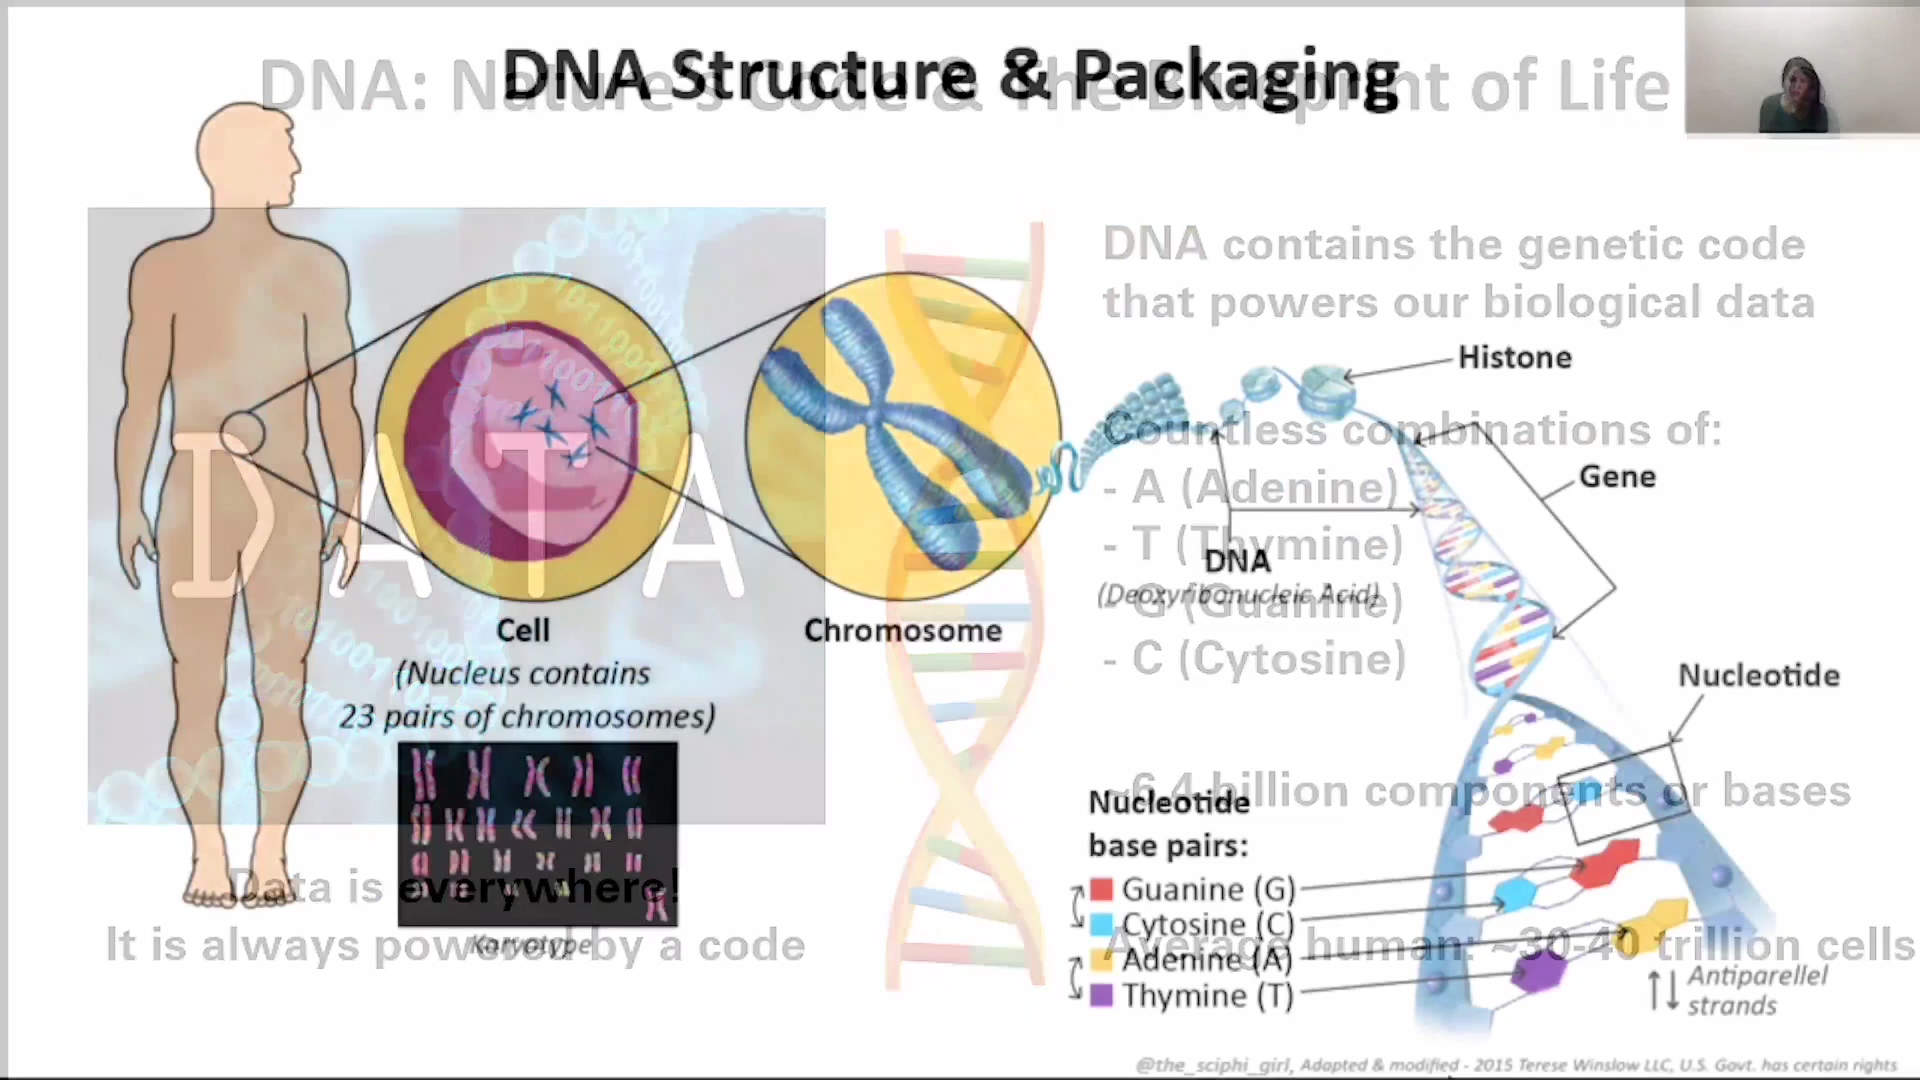 DNA Structure & Packaging
DNA: Nature's Code & The Blueprint of Life
DNA contains the genetic code
that powers our biological data
Histone
Countless combinations of:
- A (Adenine)
- T (Thymine)
- G (Guanine)
- C (Cytosine)
Gene
DNA
(Deoxyribonucleic Acid)
DATA
Cell
(Nucleus contains
23 pairs of chromosomes)
Chromosome
Nucleotide
~6.4 billion components or bases
Nucleotide
base pairs:
Guanine (G)
Cytosine (C)
Adenine (A)
Thymine (T)
Data is everywhere!
It is always powered by a code
Karyotype
Average human: ~30-40 trillion cells
Antiparellel
strands
@the_sciphi_girl, Adapted & modified - 2015 Terese Winslow LLC, U.S. Govt. has certain rights